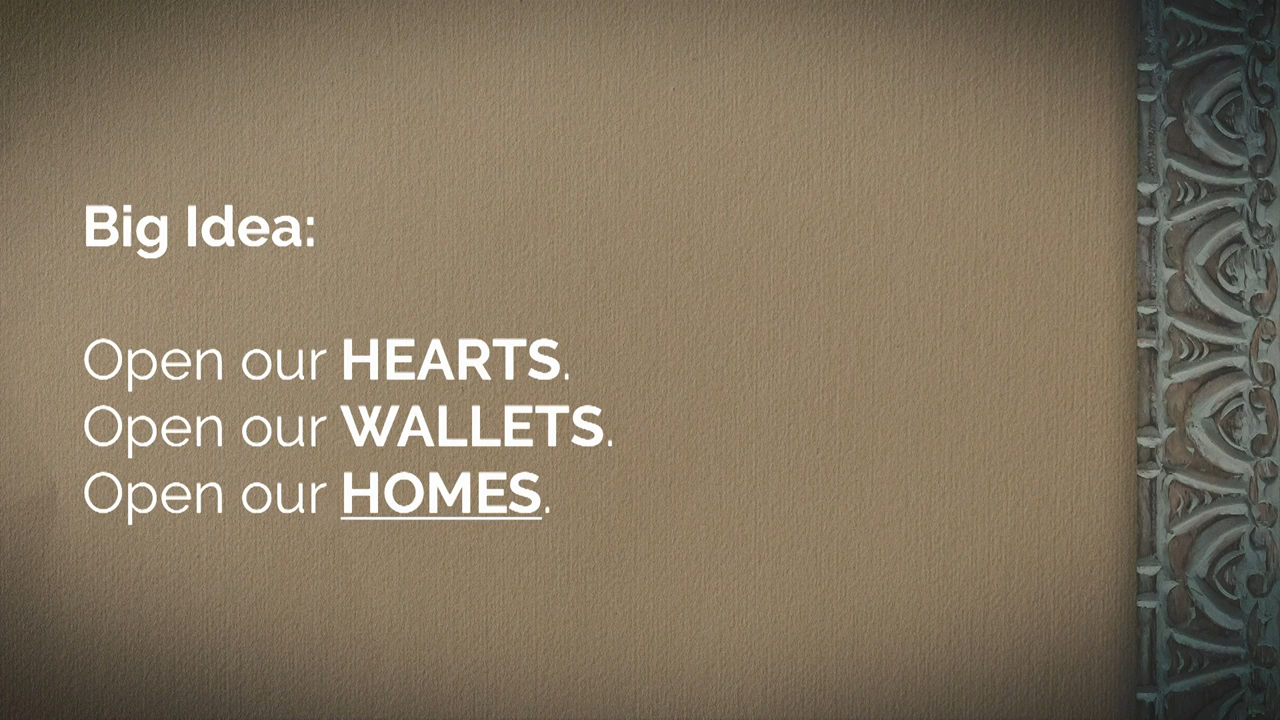 Big Idea:
Open our HEARTS.
Open our WALLETS.
Open our HOMES.